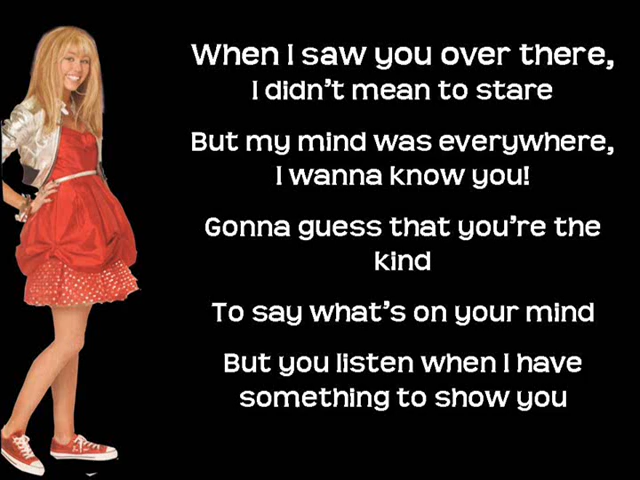 When I saw you over there,
I didn't mean to stare
But my mind was everywhere,
I wanna know you!
Gonna guess that you're the
kind
To say what's on your mind
But you listen when I have
something to show you